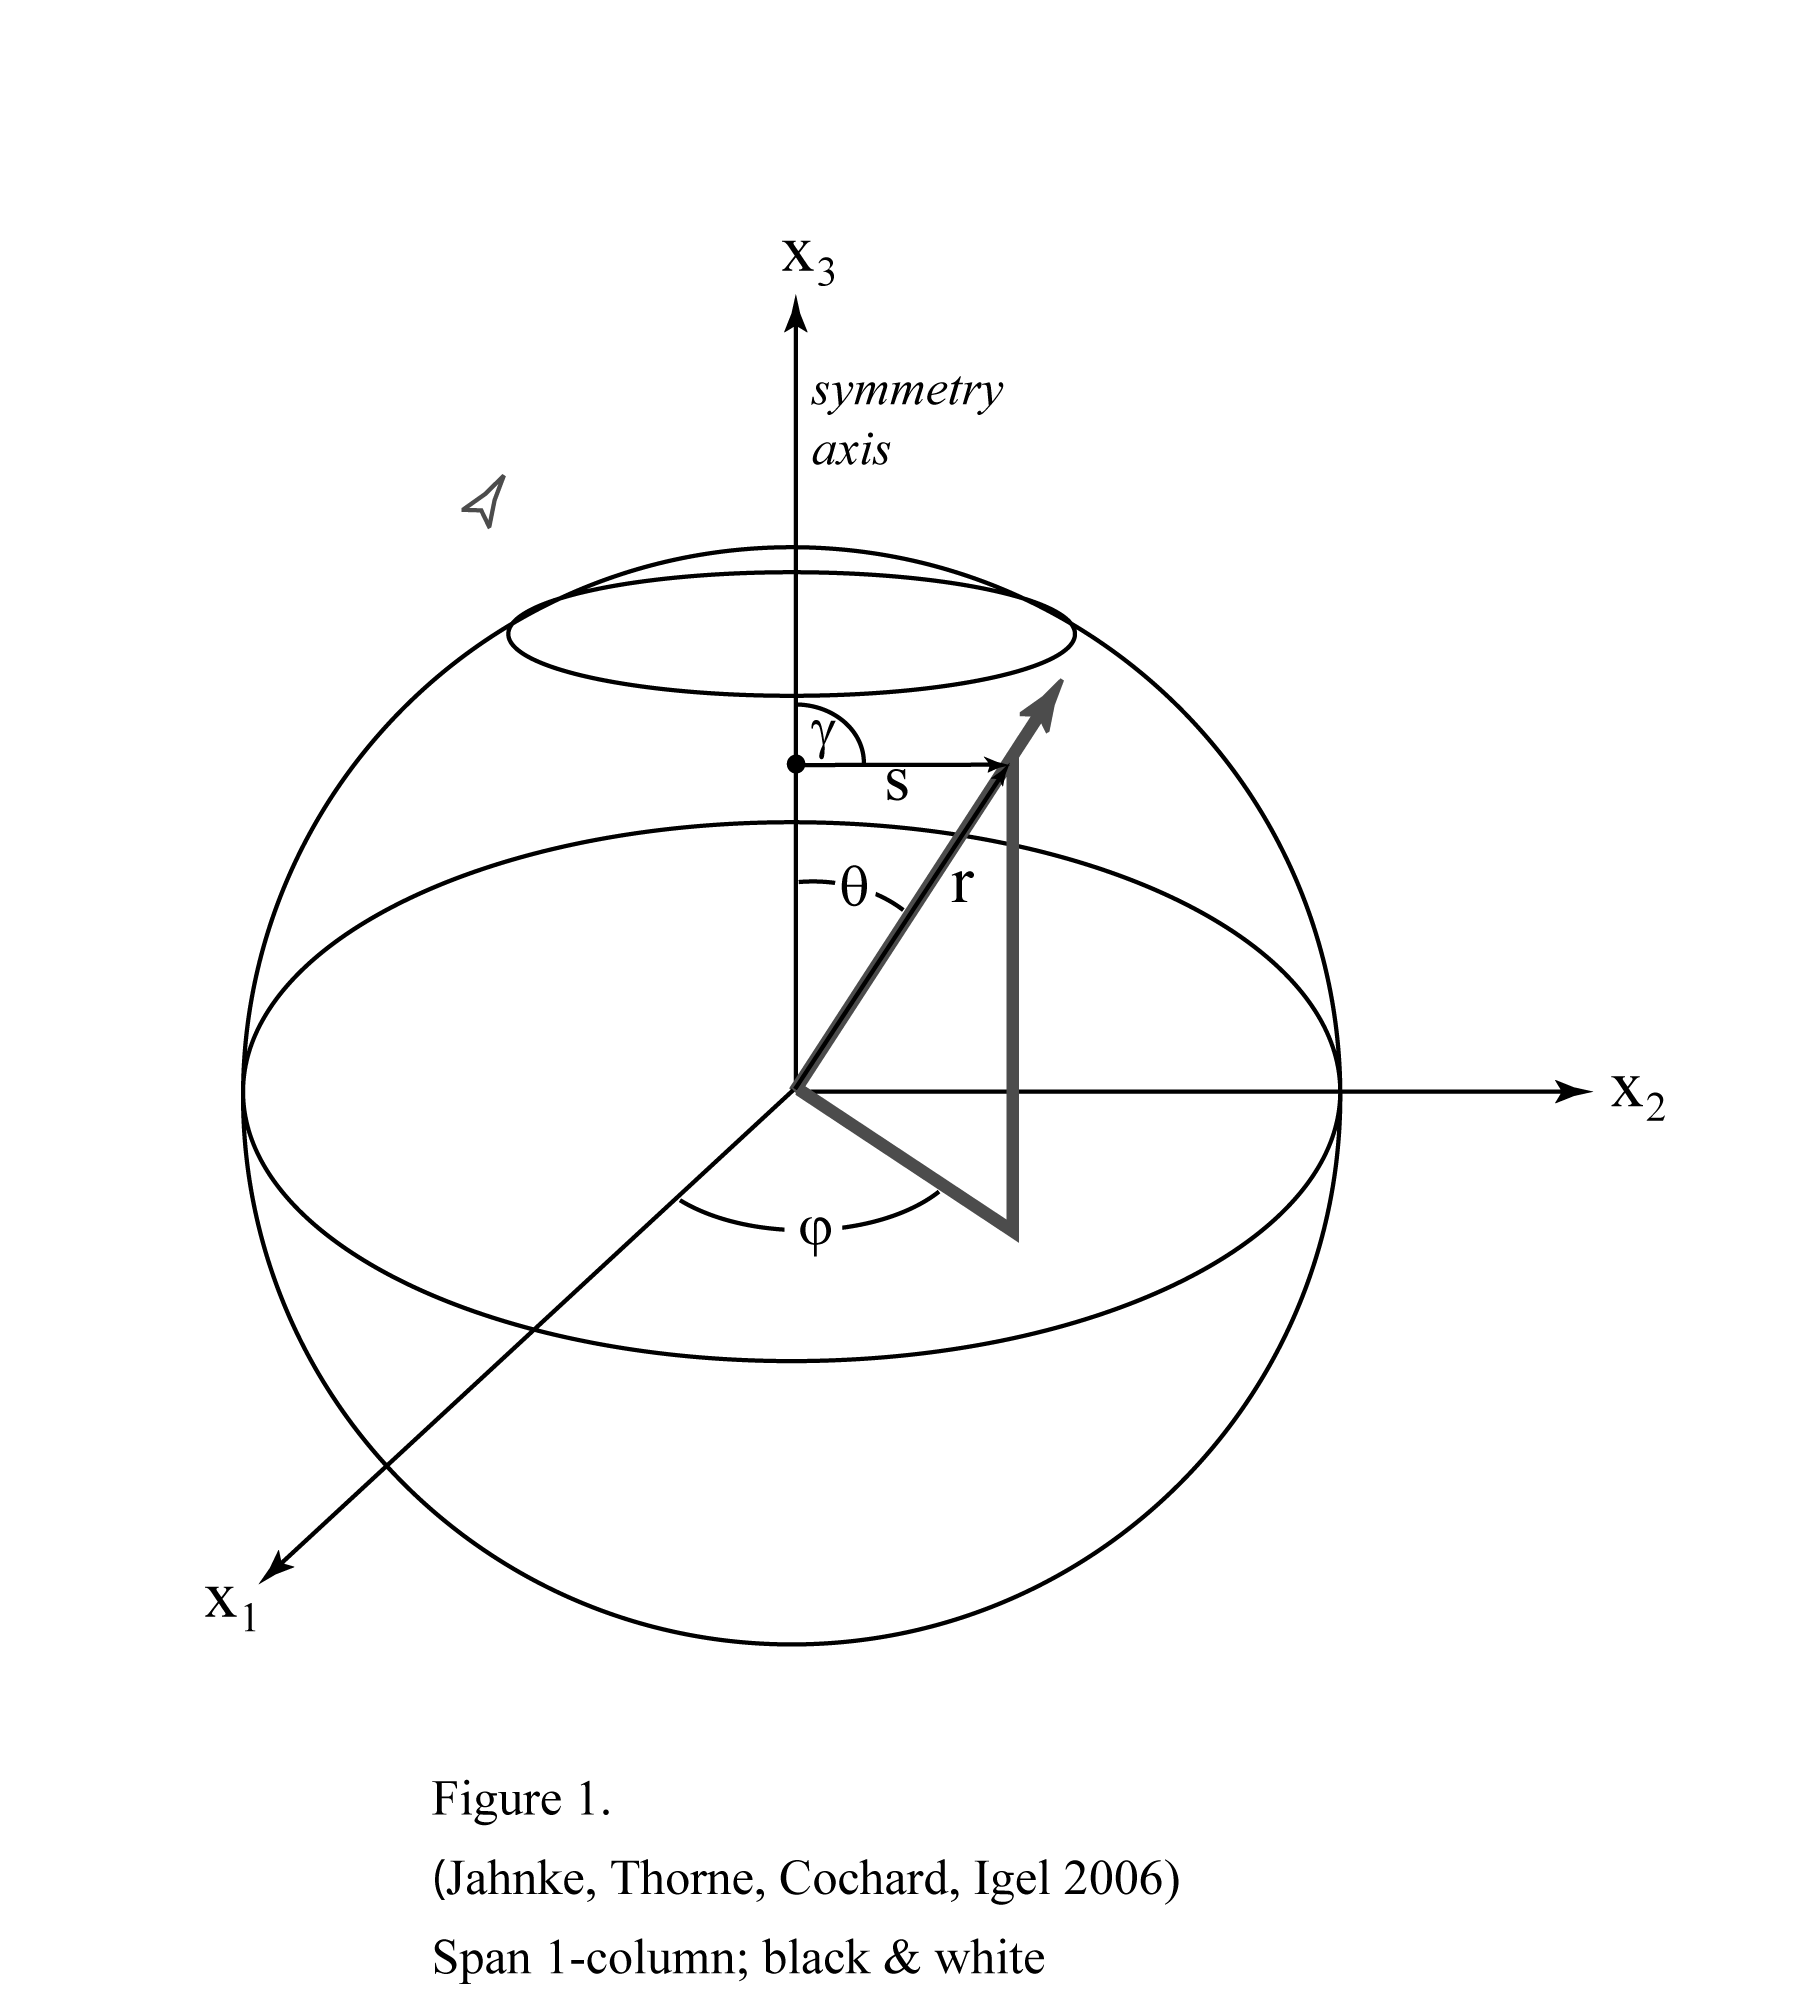 x3
symmetry
axis
γ
s
θ
r
x2
φ
x1
Figure 1.
(Jahnke, Thorne, Cochard, Igel 2006)
Span 1-column; black & white